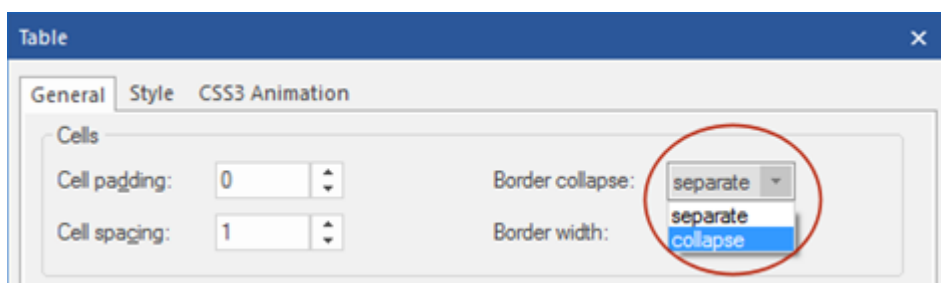 Table
General Style CSS3 Animation
Cells
Cell padding: 0 Border collapse: separate
separate
Cell spacing: 1 Border width: collapse